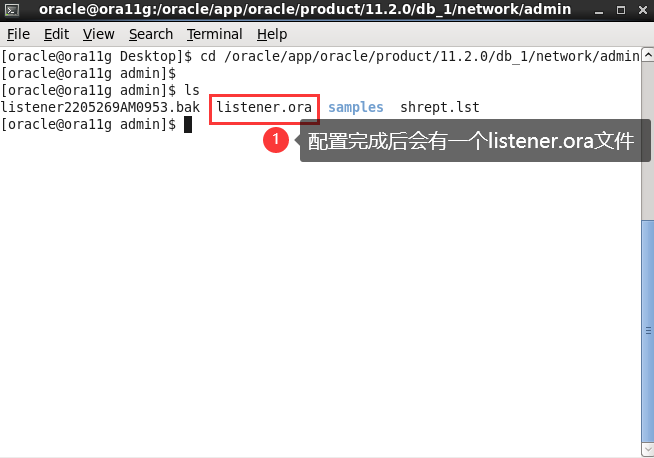 oracle@ora11g:/oracle/app/oracle/product/11.2.0/db_1/network/admin
File Edit View Search Terminal Help
[oracle@ora11g Desktop]$ cd /oracle/app/oracle/product/11.2.0/db_1/network/admin
[oracle@ora11g admin]$
[oracle@ora11g admin]$ ls
listener2205269AM0953.bak listener.ora samples shrept.lst
[oracle@ora11g admin]$
1 配置完成后会有一个listener.ora文件